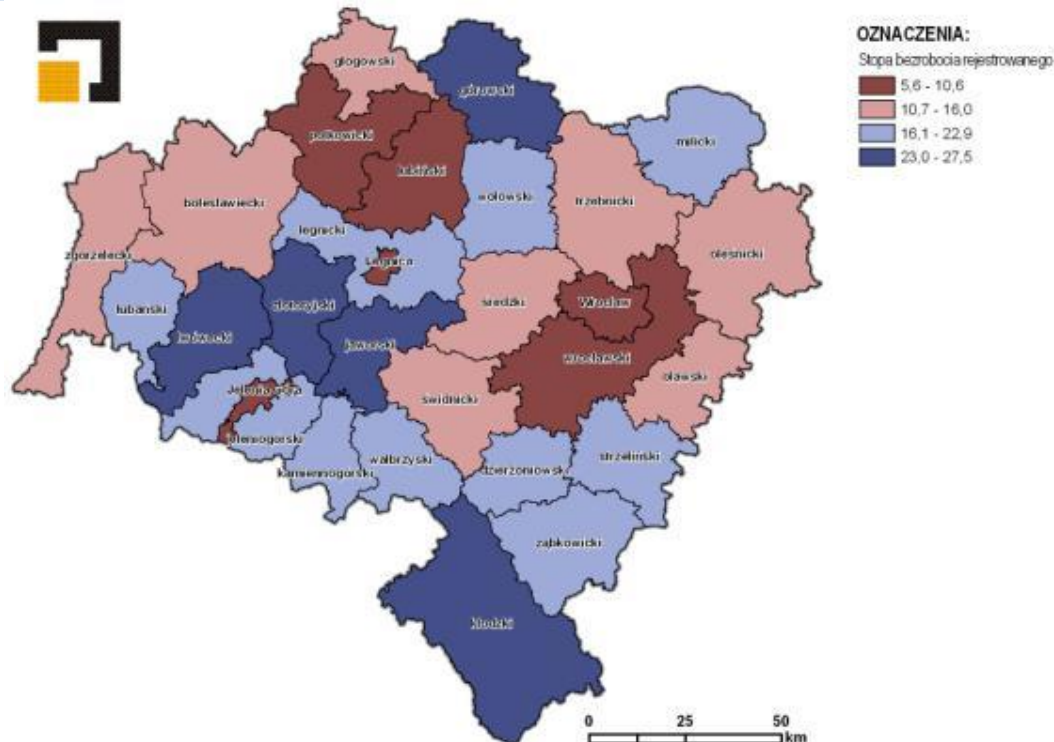 OZNACZENIA:
Stopa bezrobocia rejestrowanego
5,6 - 10,6
10,7 - 16,0
16,1 - 22,9
23,0 - 27,5
głogowski
górowski
polkowicki
lubiński
milicki
wołowski
trzebnicki
bolesławiecki
legnicki
Legnica
zgorzelecki
oleśnicki
lubański
złotoryjski
średzki
Wrocław
lwówecki
jaworski
wrocławski
oławski
Jelenia Góra
świdnicki
jeleniogórski
kamiennogórski
wałbrzyski
dzierżoniowski
strzeliński
ząbkowicki
kłodzki
0 25 50
km